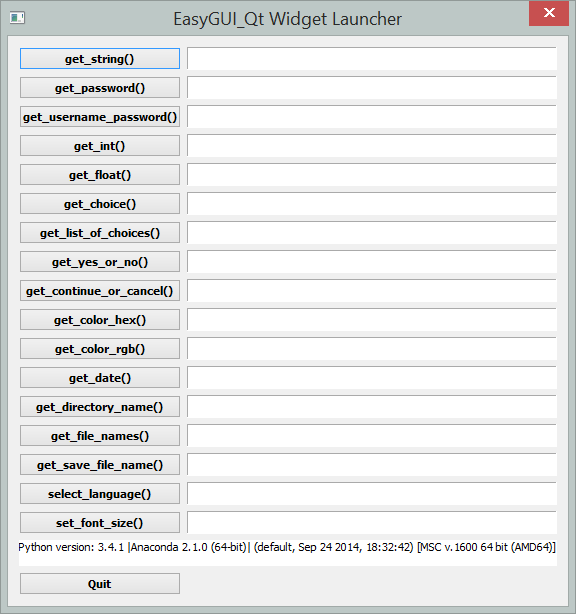 EasyGUI_Qt Widget Launcher
get_string()
get_password()
get_username_password()
get_int()
get_float()
get_choice()
get_list_of_choices()
get_yes_or_no()
get_continue_or_cancel()
get_color_hex()
get_color_rgb()
get_date()
get_directory_name()
get_file_names()
get_save_file_name()
select_language()
set_font_size()
Python version: 3.4.1 |Anaconda 2.1.0 (64-bit)| (default, Sep 24 2014, 18:32:42) [MSC v.1600 64 bit (AMD64)]
Quit